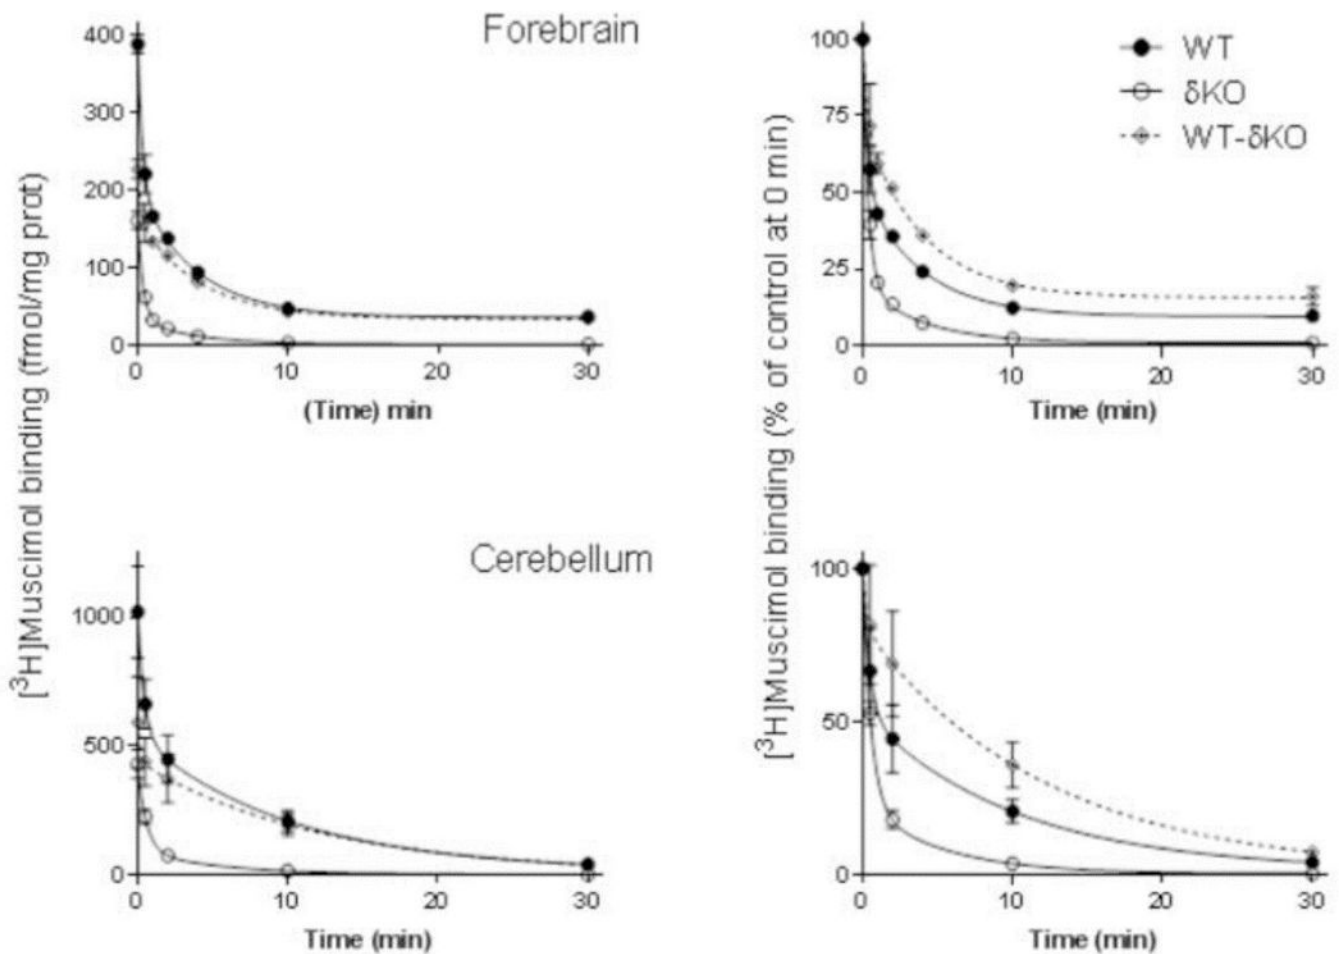 Forebrain
[³H]Muscimol binding (fmol/mg prot)
400
300
200
100
0
0 10 20 30
(Time) min
[³H]Muscimol binding (% of control at 0 min)
100
75
50
25
0
0 10 20 30
Time (min)
WT
δKO
WT-δKO
Cerebellum
1000
500
0
0 10 20 30
Time (min)
100
50
0
0 10 20 30
Time (min)